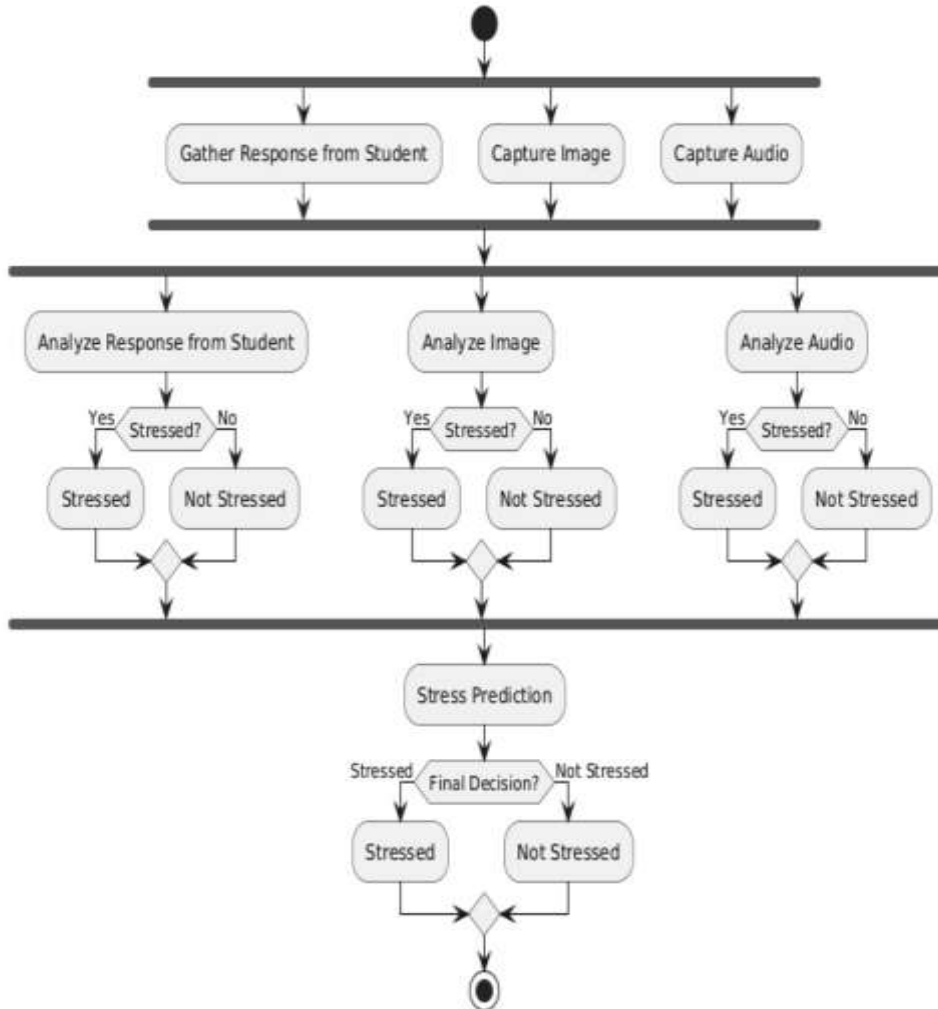 Gather Response from Student
Capture Image
Capture Audio
Analyze Response from Student
Analyze Image
Analyze Audio
Yes
Stressed?
No
Yes
Stressed?
No
Yes
Stressed?
No
Stressed
Not Stressed
Stressed
Not Stressed
Stressed
Not Stressed
Stress Prediction
Stressed
Final Decision?
Not Stressed
Stressed
Not Stressed